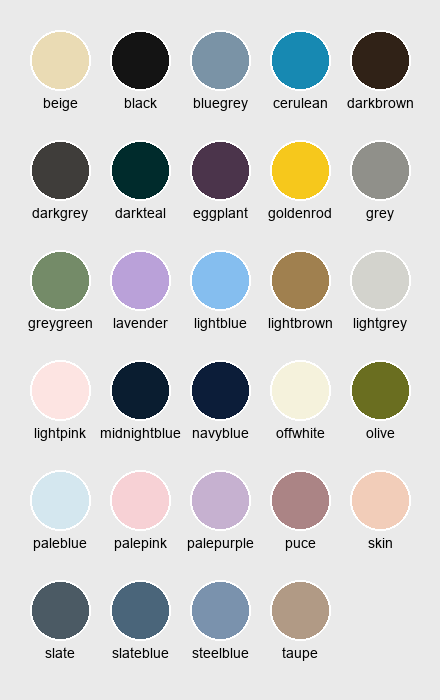 beige black bluegrey cerulean darkbrown
darkgrey darkteal eggplant goldenrod grey
greygreen lavender lightblue lightbrown lightgrey
lightpink midnightblue navyblue offwhite olive
paleblue palepink palepurple puce skin
slate slateblue steelblue taupe